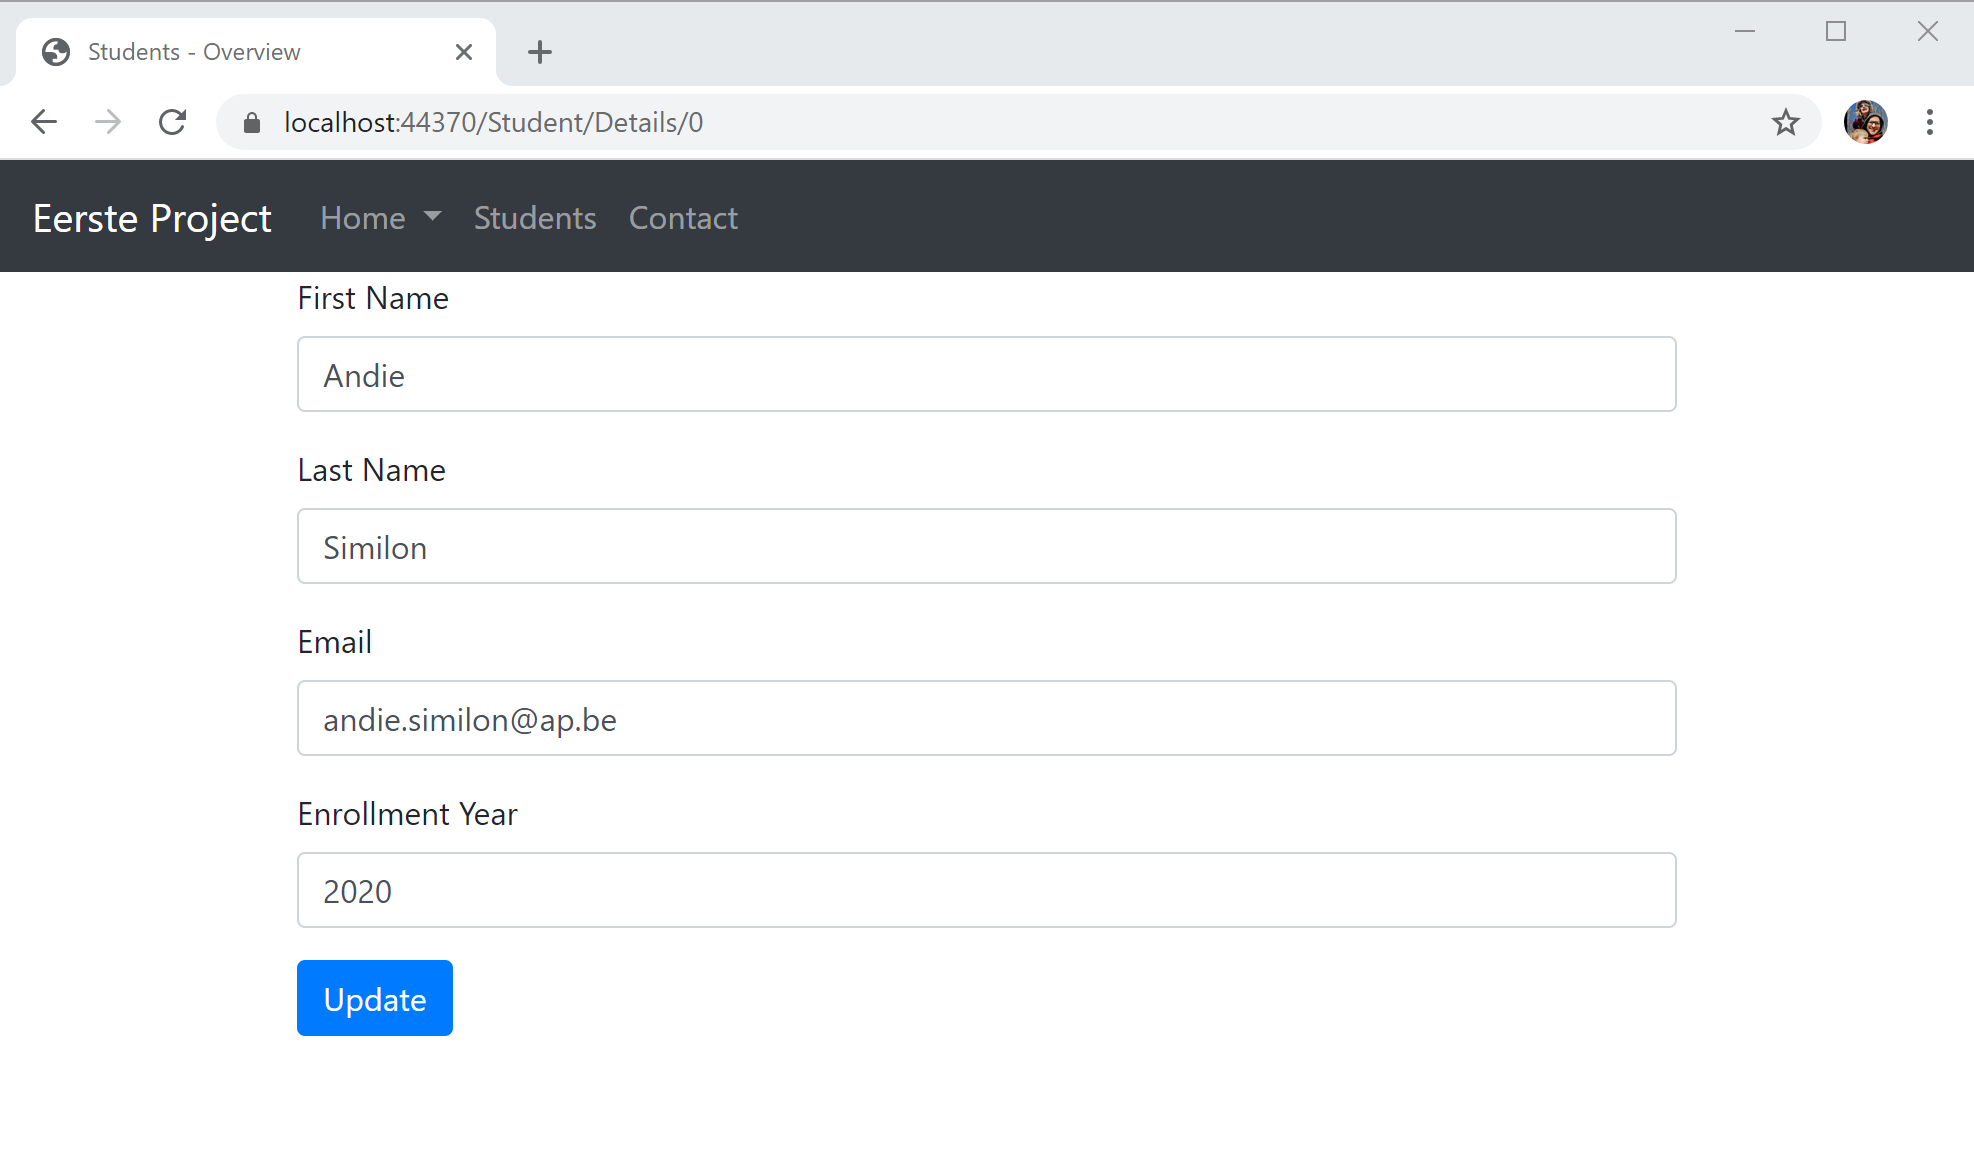 Students - Overview
localhost:44370/Student/Details/0
Eerste Project Home Students Contact
First Name
Andie
Last Name
Similon
Email
andie.similon@ap.be
Enrollment Year
2020
Update